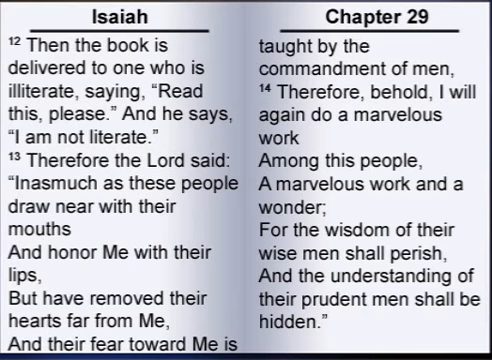 Isaiah
¹² Then the book is
delivered to one who is
illiterate, saying, “Read
this, please.” And he says,
“I am not literate.”
¹³ Therefore the Lord said:
“Inasmuch as these people
draw near with their
mouths
And honor Me with their
lips,
But have removed their
hearts far from Me,
And their fear toward Me is
Chapter 29
taught by the
commandment of men,
¹⁴ Therefore, behold, I will
again do a marvelous
work
Among this people,
A marvelous work and a
wonder;
For the wisdom of their
wise men shall perish,
And the understanding of
their prudent men shall be
hidden.”